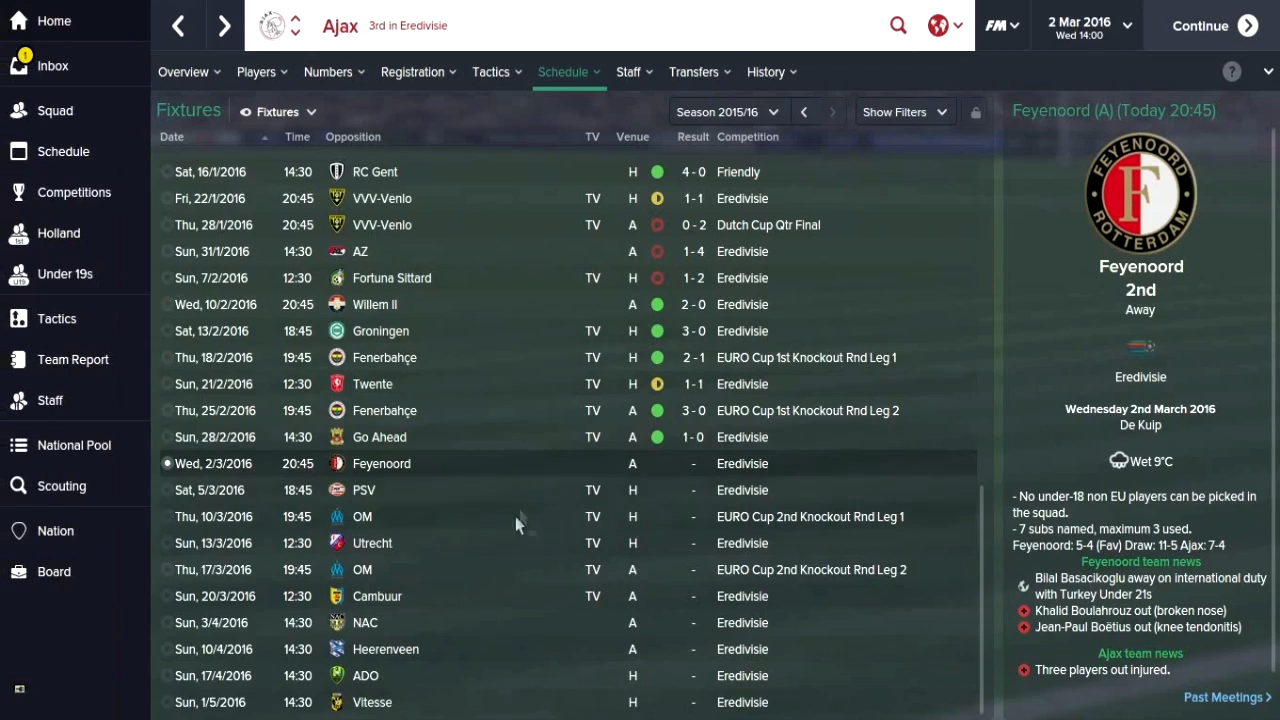 Home
Inbox
1
Squad
Schedule
Competitions
Holland
1st
Under 19s
U19
Tactics
Team Report
Staff
National Pool
Scouting
Nation
Board
Ajax 3rd in Eredivisie
FM
2 Mar 2016
Wed 14:00
Continue
Overview Players Numbers Registration Tactics Schedule Staff Transfers History ?
Fixtures Fixtures Season 2015/16 Show Filters
Date Time Opposition TV Venue Result Competition
Sat, 16/1/2016 14:30 RC Gent H 4 - 0 Friendly
Fri, 22/1/2016 20:45 VVV-Venlo TV H 1 - 1 Eredivisie
Thu, 28/1/2016 20:45 VVV-Venlo TV A 0 - 2 Dutch Cup Qtr Final
Sun, 31/1/2016 14:30 AZ A 1 - 4 Eredivisie
Sun, 7/2/2016 12:30 Fortuna Sittard TV H 1 - 2 Eredivisie
Wed, 10/2/2016 20:45 Willem II A 2 - 0 Eredivisie
Sat, 13/2/2016 18:45 Groningen TV H 3 - 0 Eredivisie
Thu, 18/2/2016 19:45 Fenerbahçe TV H 2 - 1 EURO Cup 1st Knockout Rnd Leg 1
Sun, 21/2/2016 12:30 Twente TV H 1 - 1 Eredivisie
Thu, 25/2/2016 19:45 Fenerbahçe TV A 3 - 0 EURO Cup 1st Knockout Rnd Leg 2
Sun, 28/2/2016 14:30 Go Ahead TV A 1 - 0 Eredivisie
Wed, 2/3/2016 20:45 Feyenoord A - Eredivisie
Sat, 5/3/2016 18:45 PSV TV H - Eredivisie
Thu, 10/3/2016 19:45 OM TV H - EURO Cup 2nd Knockout Rnd Leg 1
Sun, 13/3/2016 12:30 Utrecht TV H - Eredivisie
Thu, 17/3/2016 19:45 OM TV A - EURO Cup 2nd Knockout Rnd Leg 2
Sun, 20/3/2016 12:30 Cambuur TV A - Eredivisie
Sun, 3/4/2016 14:30 NAC A - Eredivisie
Sun, 10/4/2016 14:30 Heerenveen A - Eredivisie
Sun, 17/4/2016 14:30 ADO H - Eredivisie
Sun, 1/5/2016 14:30 Vitesse H - Eredivisie
Feyenoord (A) (Today 20:45)
FEYENOORD
F
ROTTERDAM
Feyenoord
2nd
Away
Eredivisie
Wednesday 2nd March 2016
De Kuip
Wet 9°C
- No under-18 non EU players can be picked in
the squad.
- 7 subs named, maximum 3 used.
Feyenoord: 5-4 (Fav) Draw: 11-5 Ajax: 7-4
Feyenoord team news
Bilal Basacikoglu away on international duty
with Turkey Under 21s
Khalid Boulahrouz out (broken nose)
Jean-Paul Boëtius out (knee tendonitis)
Ajax team news
Three players out injured.
Past Meetings >